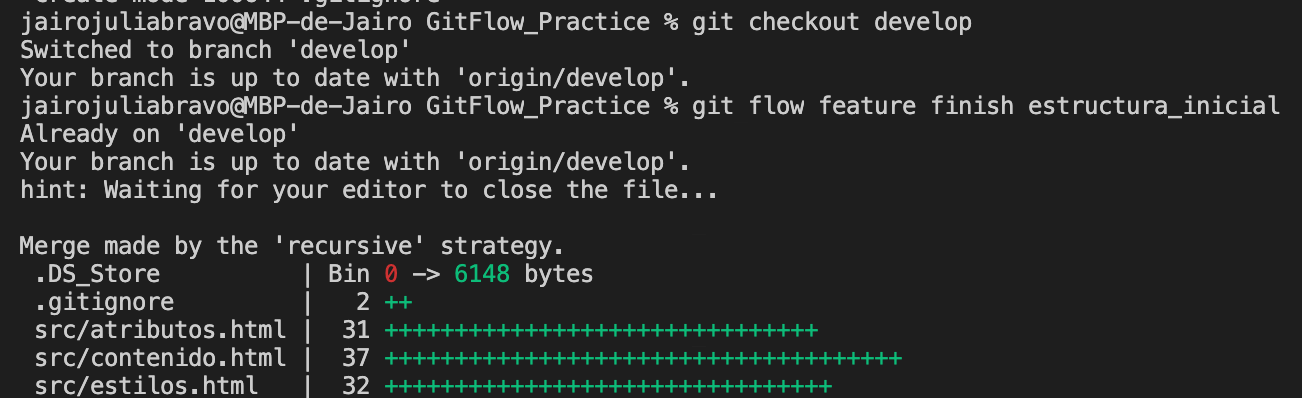 jairojuliabravo@MBP-de-Jairo GitFlow_Practice % git checkout develop
Switched to branch 'develop'
Your branch is up to date with 'origin/develop'.
jairojuliabravo@MBP-de-Jairo GitFlow_Practice % git flow feature finish estructura_inicial
Already on 'develop'
Your branch is up to date with 'origin/develop'.
hint: Waiting for your editor to close the file...
Merge made by the 'recursive' strategy.
.DS_Store | Bin 0 -> 6148 bytes
.gitignore | 2 ++
src/atributos.html | 31 +++++++++++++++++++++++++++++++
src/contenido.html | 37 +++++++++++++++++++++++++++++++++++++
src/estilos.html | 32 ++++++++++++++++++++++++++++++++